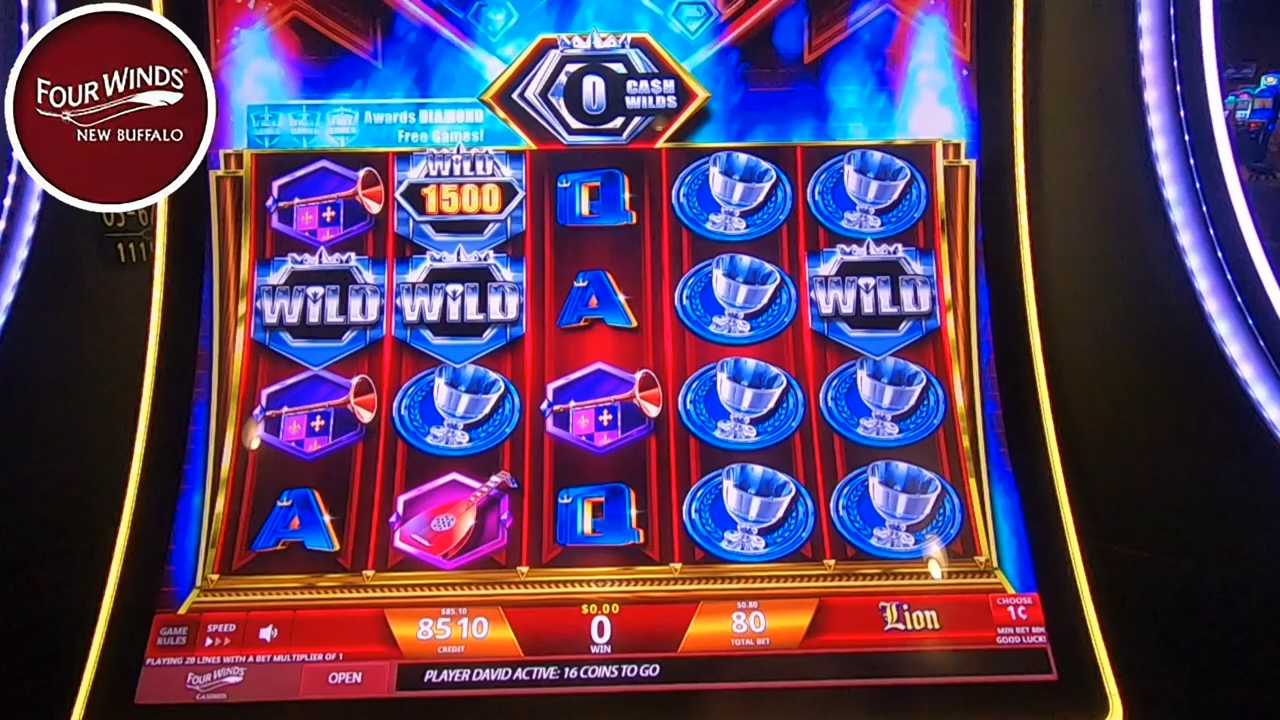 FOUR WINDS®
NEW BUFFALO
0
CA$H
WILDS
Awards DIAMOND
Free Games!
WILD
1500
Q
WILD
WILD
A
WILD
A
Q
GAME
RULES
SPEED
$85.10
8510
CREDIT
$0.00
0
WIN
$0.80
80
TOTAL BET
Lion
CHOOSE
1¢
MIN BET 80¢
GOOD LUCK!
PLAYING 20 LINES WITH A BET MULTIPLIER OF 1
FOUR WINDS
CASINOS
OPEN
PLAYER DAVID ACTIVE: 16 COINS TO GO